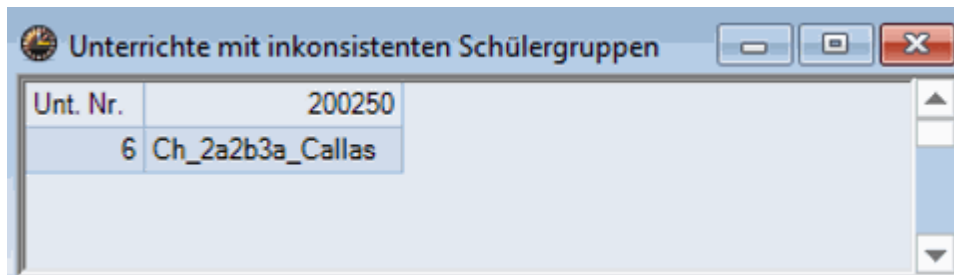 Unterrichte mit inkonsistenten Schülergruppen
Unt. Nr. 200250
6 Ch_2a2b3a_Callas